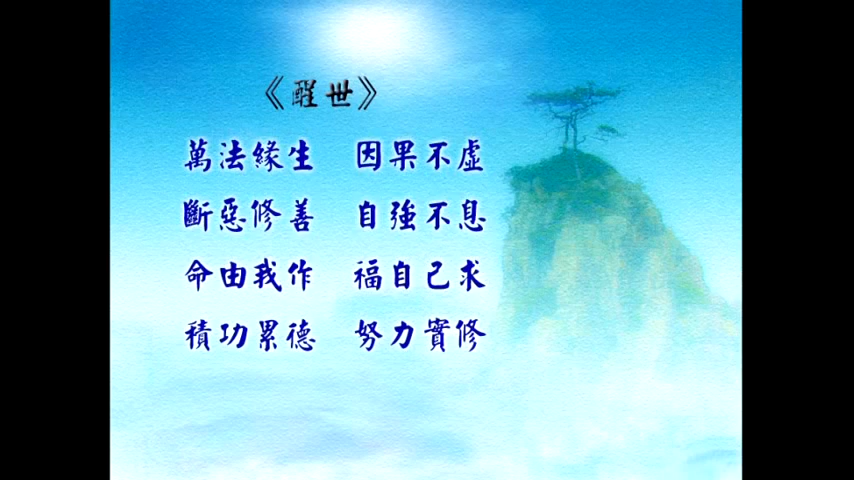 《醒世》
萬法緣生　因果不虛
斷惡修善　自強不息
命由我作　福自己求
積功累德　努力實修